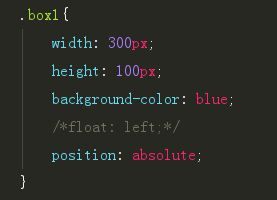 .box1{
width: 300px;
height: 100px;
background-color: blue;
/*float: left;*/
position: absolute;
}